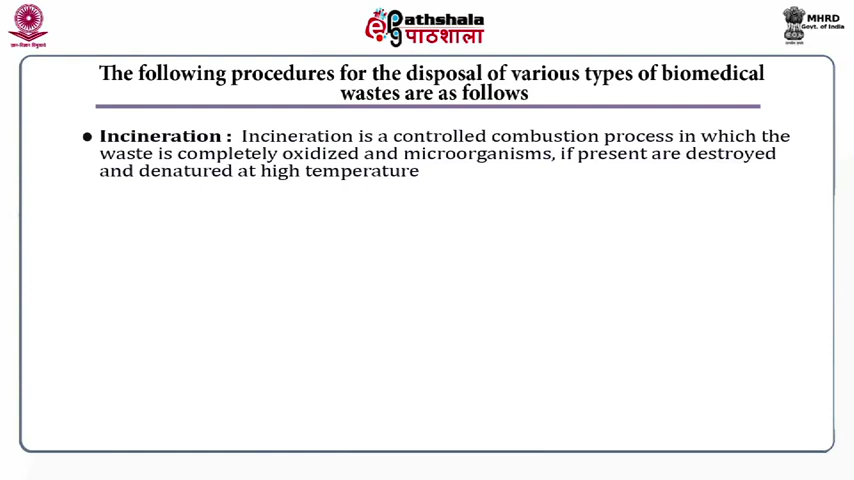 ePG Pathshala
पाठशाला
MHRD
Govt. of India
The following procedures for the disposal of various types of biomedical
wastes are as follows
● Incineration : Incineration is a controlled combustion process in which the
waste is completely oxidized and microorganisms, if present are destroyed
and denatured at high temperature